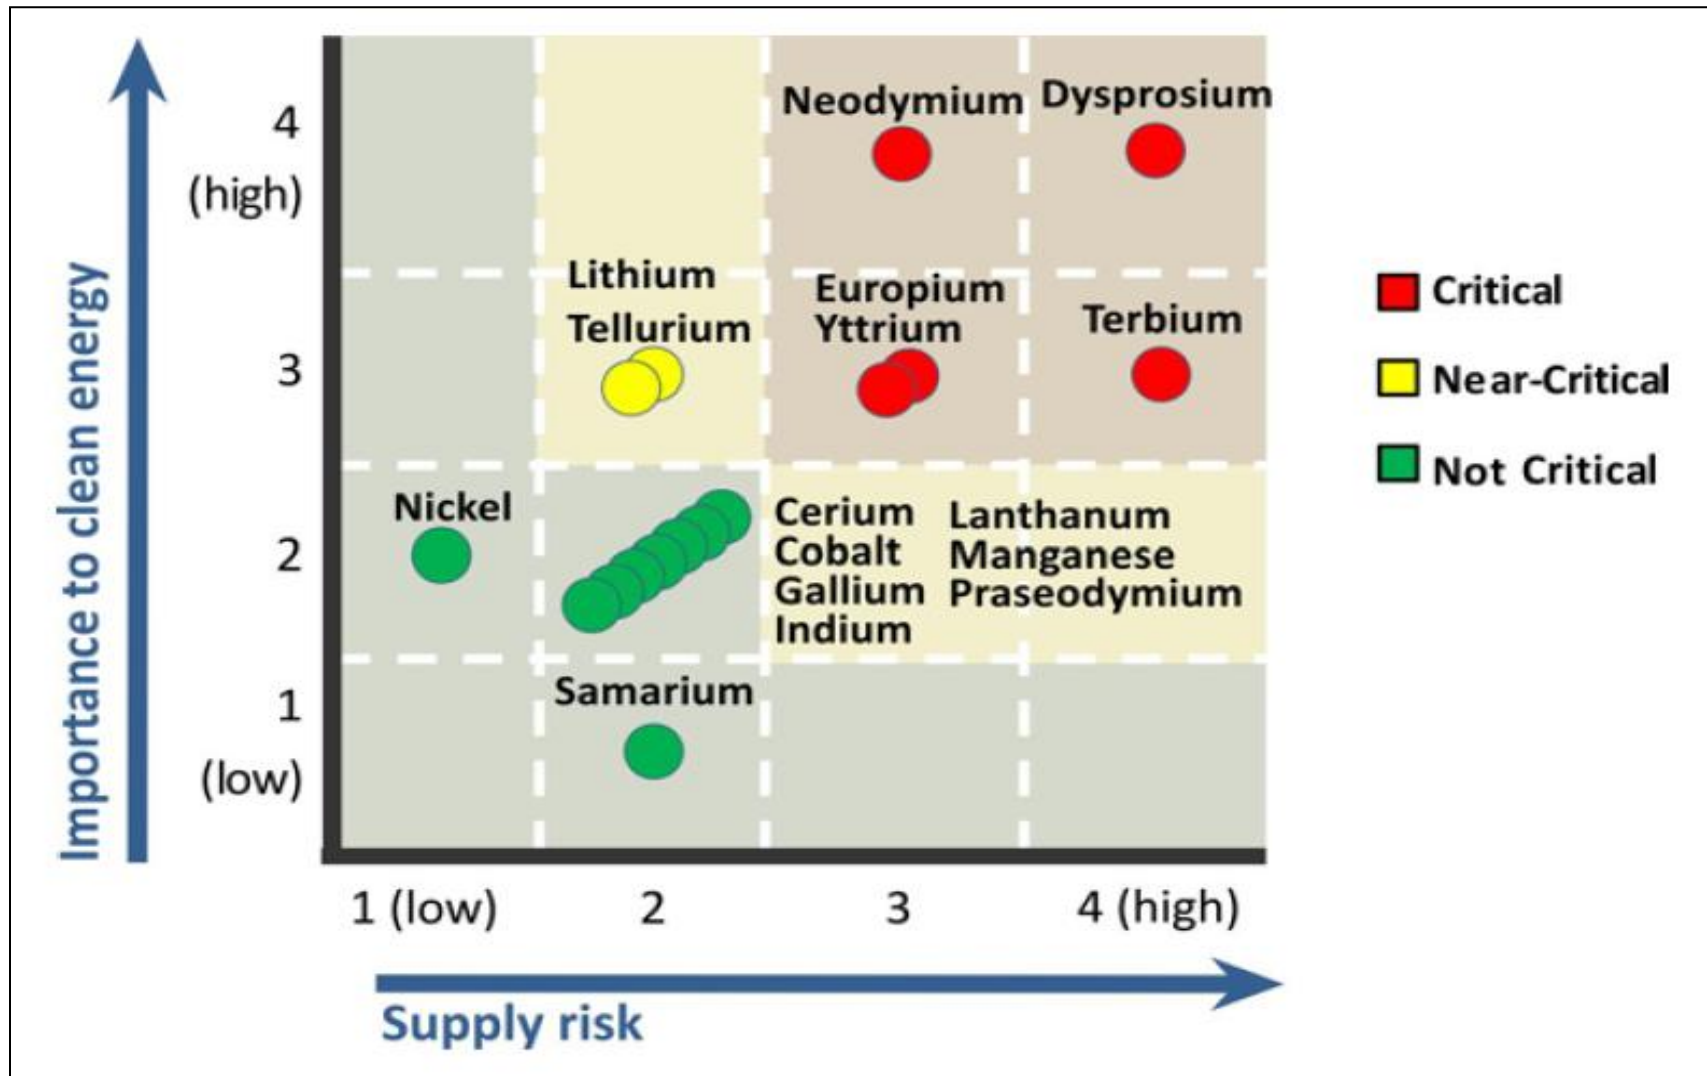 Importance to clean energy
4
(high)
3
2
1
(low)
Neodymium
Dysprosium
Lithium
Tellurium
Europium
Yttrium
Terbium
Nickel
Cerium
Cobalt
Gallium
Indium
Lanthanum
Manganese
Praseodymium
Samarium
1 (low)
2
3
4 (high)
Supply risk
Critical
Near-Critical
Not Critical